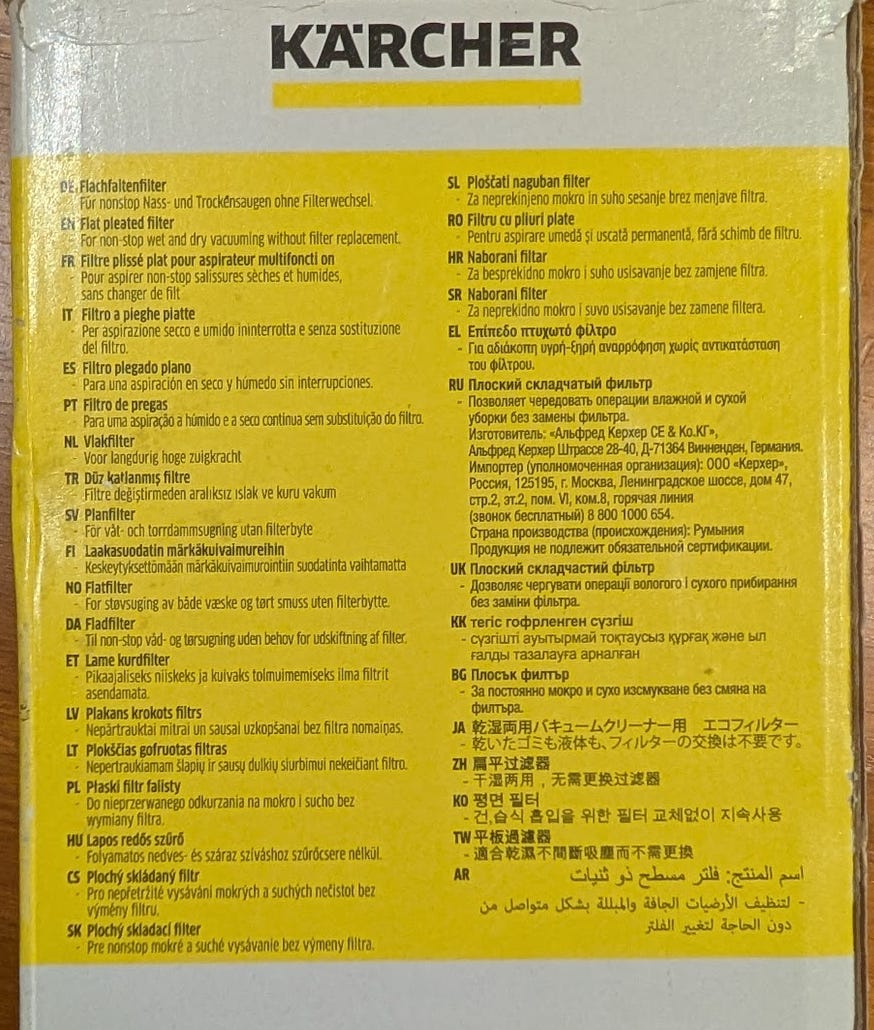 KÄRCHER
DE Flachfaltenfilter
Für nonstop Nass- und Trockensaugen ohne Filterwechsel.
EN Flat pleated filter
- For non-stop wet and dry vacuuming without filter replacement.
FR Filtre plissé plat pour aspirateur multifoncti on
- Pour aspirer non-stop salissures sèches et humides,
sans changer de filt
IT Filtro a pieghe piatte
- Per aspirazione secco e umido ininterrotta e senza sostituzione
del filtro.
ES Filtro plegado plano
- Para una aspiración en seco y húmedo sin interrupciones.
PT Filtro de pregas
- Para uma aspiração a húmido e a seco continua sem substituição do filtro.
NL Vlakfilter
- Voor langdurig hoge zuigkracht
TR Düz katlanmış filtre
- Filtre değiştirmeden aralıksız ıslak ve kuru vakum
SV Planfilter
- För våt- och torrdammsugning utan filterbyte
FI Laakasuodatin märkäkuivaimureihin
- Keskeytyksettömään märkäkuivaimurointiin suodatinta vaihtamatta
NO Flatfilter
- For støvsuging av både væske og tørt smuss uten filterbytte.
DA Fladfilter
- Til non-stop våd- og tørsugning uden behov for udskiftning af filter.
ET Lame kurdfilter
- Pikaajaliseks niiskeks ja kuivaks tolmuimemiseks ilma filtrit
asendamata.
LV Plakans krokots filtrs
- Nepārtrauktai mitrai un sausai uzkopšanai bez filtra nomaiņas.
LT Plokščias gofruotas filtras
- Nepertraukiamam šlapių ir sausų dulkių siurbimui nekeičiant filtro.
PL Płaski filtr falisty
- Do nieprzerwanego odkurzania na mokro i sucho bez
wymiany filtra.
HU Lapos redős szűrő
- Folyamatos nedves- és száraz szíváshoz szűrőcsere nélkül.
CS Plochý skládaný filtr
- Pro nepřetržité vysávání mokrých a suchých nečistot bez
výměny filtru.
SK Plochý skladací filter
- Pre nonstop mokré a suché vysávanie bez výmeny filtra.
SL Ploščati naguban filter
- Za neprekinjeno mokro in suho sesanje brez menjave filtra.
RO Filtru cu pliuri plate
- Pentru aspirare umedă și uscată permanentă, fără schimb de filtru.
HR Naborani filtar
- Za besprekidno mokro i suho usisavanje bez zamjene filtra.
SR Naborani filter
- Za neprekidno mokro i suvo usisavanje bez zamene filtera.
EL Επίπεδο πτυχωτό φίλτρο
- Για αδιάκοπη υγρή-ξηρή αναρρόφηση χωρίς αντικατάσταση
του φίλτρου.
RU Плоский складчатый фильтр
- Позволяет чередовать операции влажной и сухой
уборки без замены фильтра.
Изготовитель: «Альфред Керхер СЕ & Ко.КГ»,
Альфред Керхер Штрассе 28-40, Д-71364 Винненден, Германия.
Импортер (уполномоченная организация): ООО «Керхер»,
Россия, 125195, г. Москва, Ленинградское шоссе, дом 47,
стр.2, эт.2, пом. VI, ком.8, горячая линия
(звонок бесплатный) 8 800 1000 654.
Страна производства (происхождения): Румыния
Продукция не подлежит обязательной сертификации.
UK Плоский складчастий фільтр
- Дозволяє чергувати операції вологого і сухого прибирання
без заміни фільтра.
KK тегіс гофрленген сүзгіш
- сүзгішті ауытырмай тоқтаусыз құрғақ және ыл
ғалды тазалауға арналған
BG Плосък филтър
- За постоянно мокро и сухо изсмукване без смяна на
филтъра.
JA 乾湿両用バキュームクリーナー用 エコフィルター
- 乾いたゴミも液体も、フィルターの交換は不要です。
ZH 扁平过滤器
- 干湿两用，无需更换过滤器
KO 평면 필터
- 건,습식 흡입을 위한 필터 교체없이 지속사용
TW 平板過濾器
- 適合乾濕不間斷吸塵而不需更換
AR اسم المنتج: فلتر مسطح ذو ثنيات
- لتنظيف الأرضيات الجافة والمبللة بشكل متواصل من
دون الحاجة لتغيير الفلتر